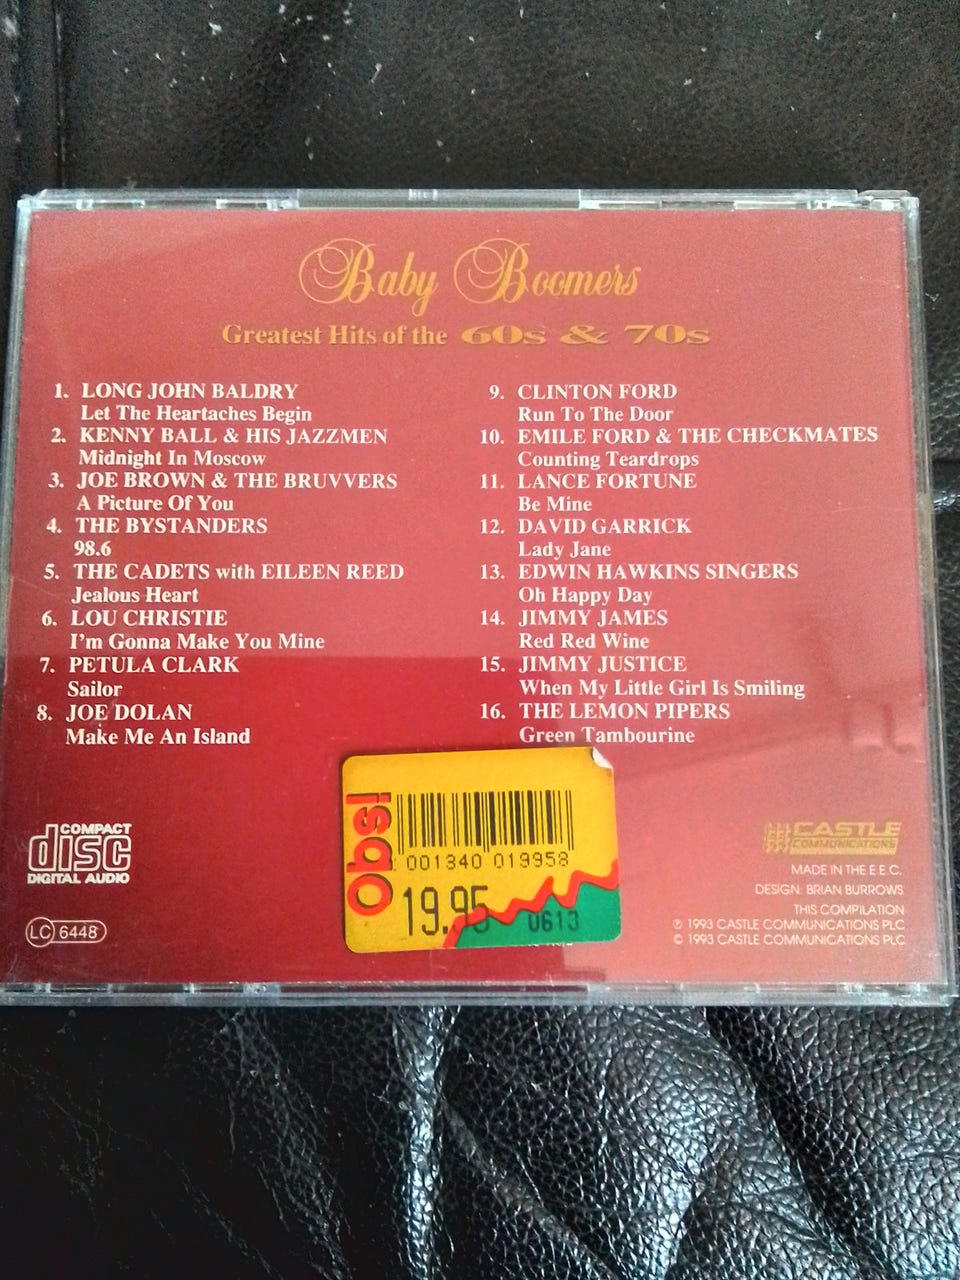 Baby Boomers
Greatest Hits of the 60s & 70s
1. LONG JOHN BALDRY
Let The Heartaches Begin
2. KENNY BALL & HIS JAZZMEN
Midnight In Moscow
3. JOE BROWN & THE BRUVVERS
A Picture Of You
4. THE BYSTANDERS
98.6
5. THE CADETS with EILEEN REED
Jealous Heart
6. LOU CHRISTIE
I'm Gonna Make You Mine
7. PETULA CLARK
Sailor
8. JOE DOLAN
Make Me An Island
9. CLINTON FORD
Run To The Door
10. EMILE FORD & THE CHECKMATES
Counting Teardrops
11. LANCE FORTUNE
Be Mine
12. DAVID GARRICK
Lady Jane
13. EDWIN HAWKINS SINGERS
Oh Happy Day
14. JIMMY JAMES
Red Red Wine
15. JIMMY JUSTICE
When My Little Girl Is Smiling
16. THE LEMON PIPERS
Green Tambourine
COMPACT
disc
DIGITAL AUDIO
LC 6448
Obs!
001340 019958
19.95
0613
CASTLE
COMMUNICATIONS
MADE IN THE E.E.C.
DESIGN: BRIAN BURROWS
THIS COMPILATION
℗ 1993 CASTLE COMMUNICATIONS PLC
© 1993 CASTLE COMMUNICATIONS PLC